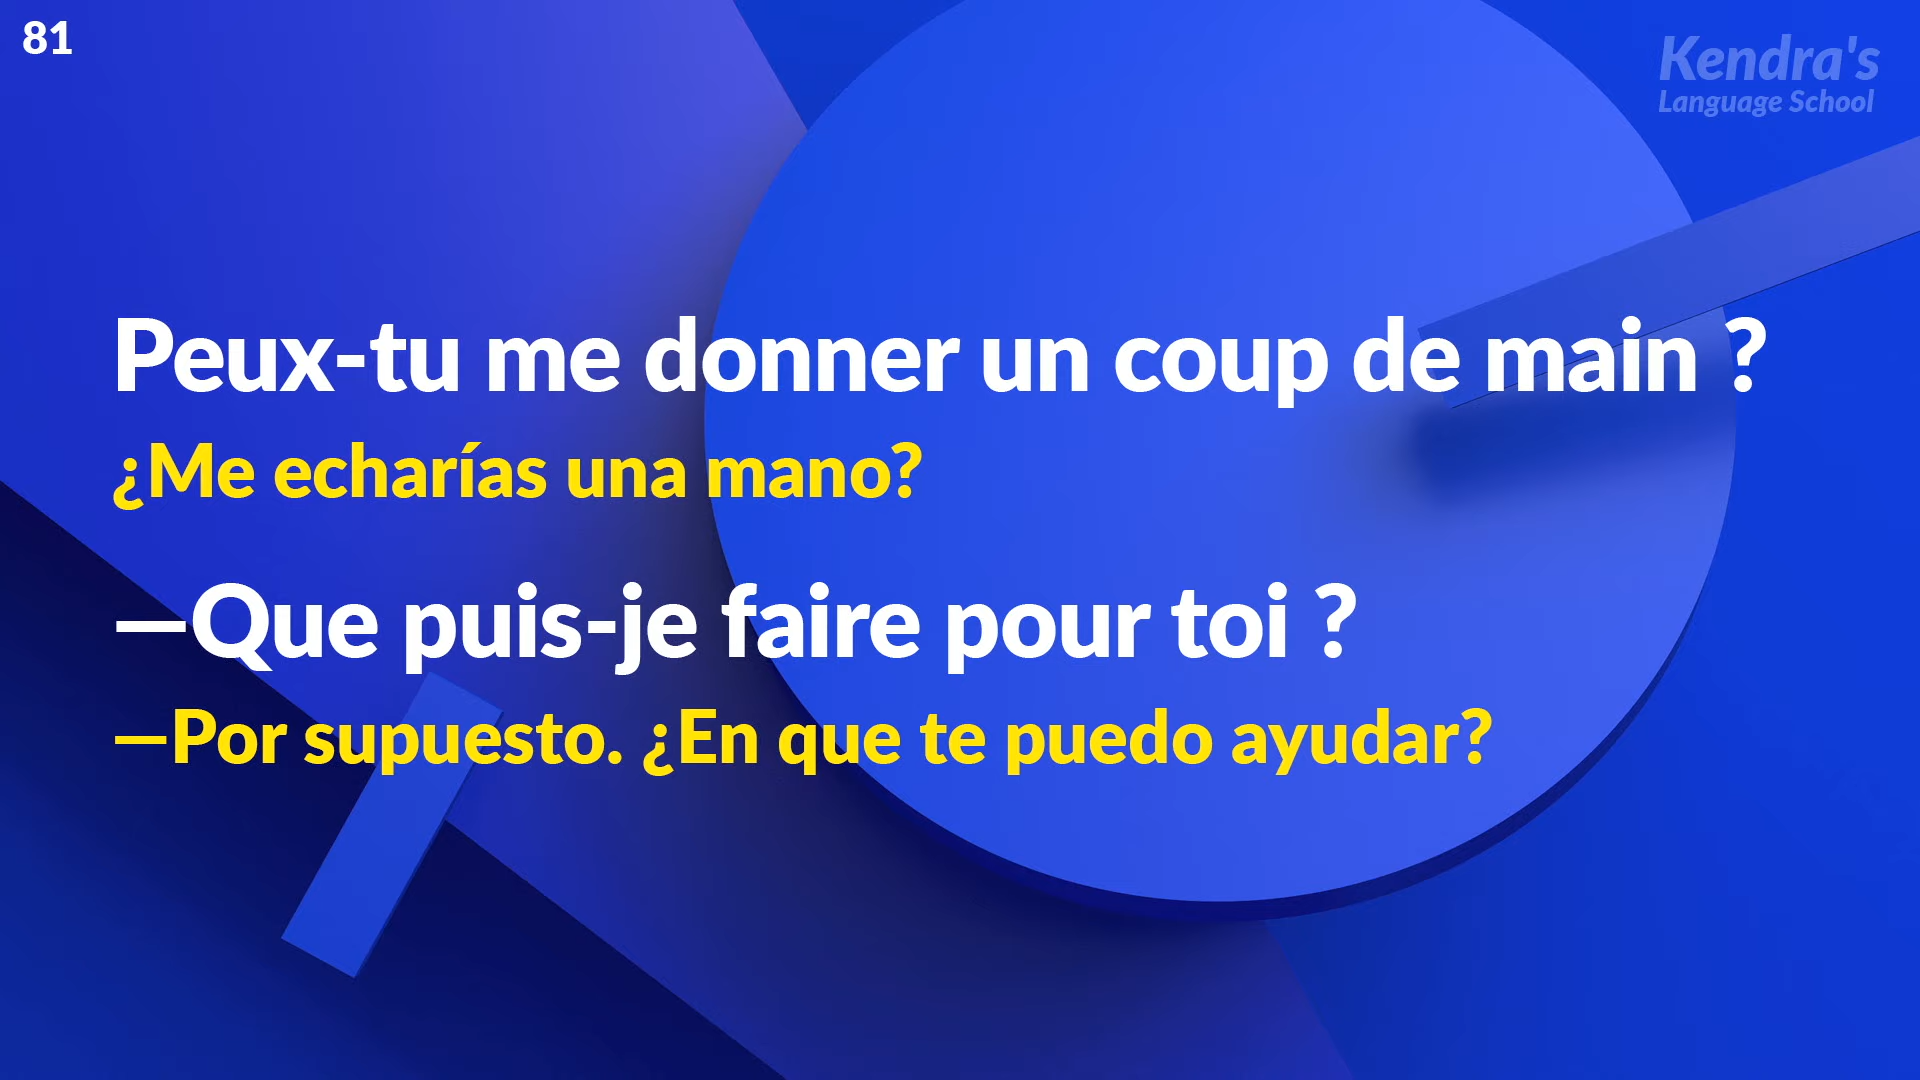 81
Kendra's
Language School
Peux-tu me donner un coup de main ?
¿Me echarías una mano?
—Que puis-je faire pour toi ?
—Por supuesto. ¿En que te puedo ayudar?